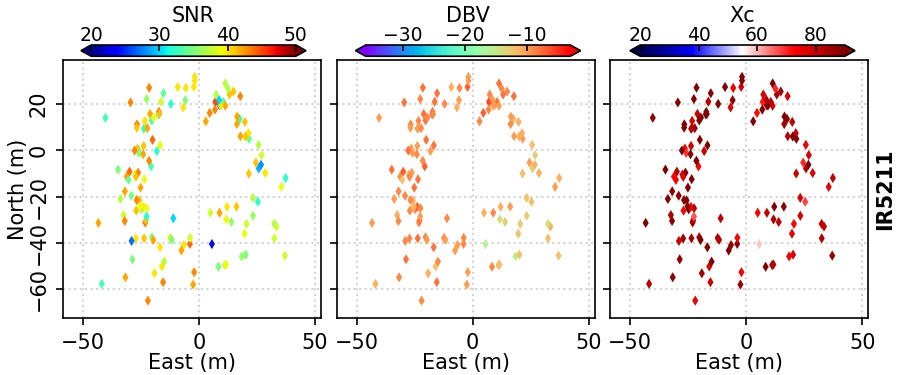 SNR DBV Xc
20 30 40 50 −30 −20 −10 20 40 60 80
20
0
−20
−40
−60
North (m)
−50 0 50 −50 0 50 −50 0 50
East (m) East (m) East (m)
IR5211